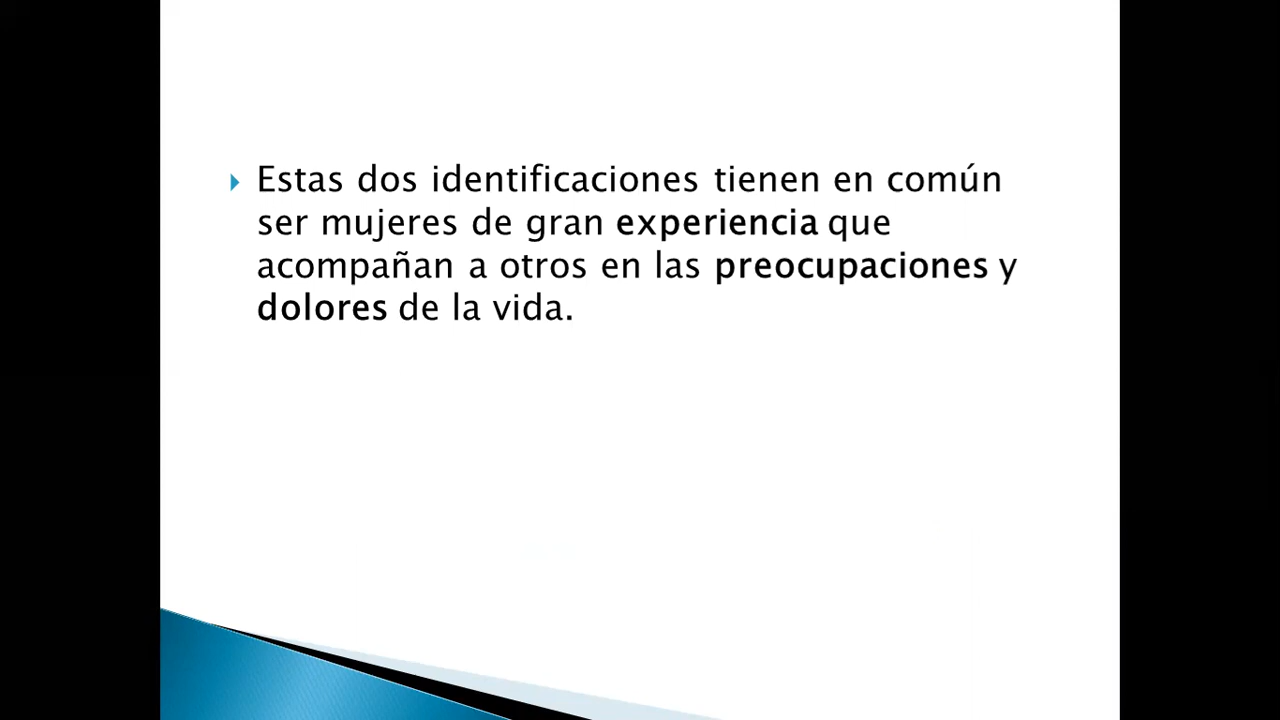 Estas dos identificaciones tienen en común
ser mujeres de gran experiencia que
acompañan a otros en las preocupaciones y
dolores de la vida.